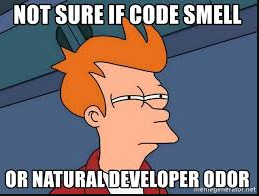 NOT SURE IF CODE SMELL
OR NATURAL DEVELOPER ODOR
memegenerator.net